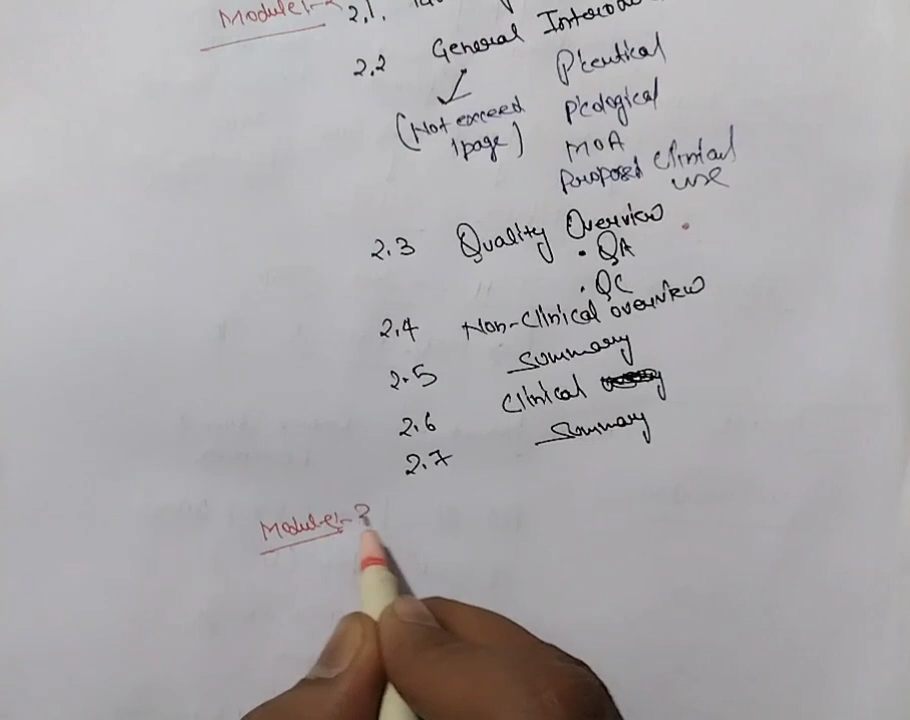 Module:-2 2.1.
2.2 General
(Not exceed 1page)
P'ceutical
P'cological
MOA
Proposed Clinical use
2.3 Quality Overview
• QA
• QC
2.4 Non-Clinical overview
2.5 Summary
2.6 Clinical
2.7 Summary
Module:- 3